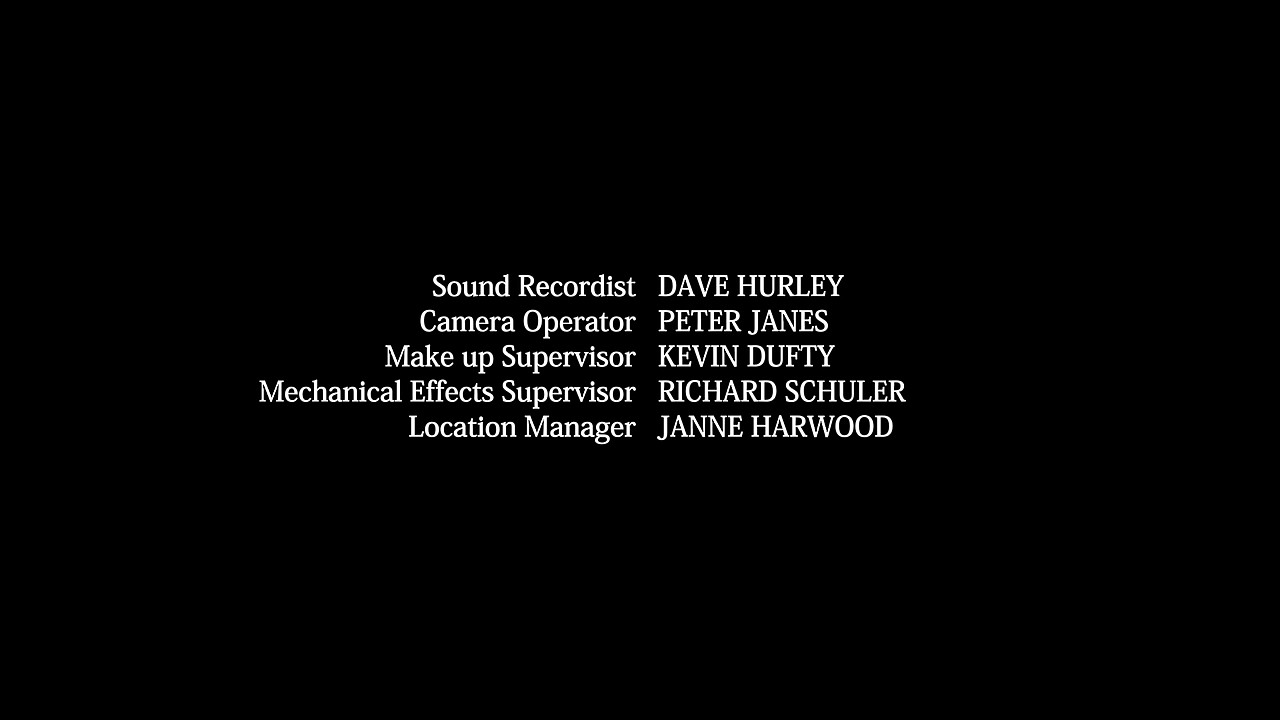 Sound Recordist DAVE HURLEY
Camera Operator PETER JANES
Make up Supervisor KEVIN DUFTY
Mechanical Effects Supervisor RICHARD SCHULER
Location Manager JANNE HARWOOD